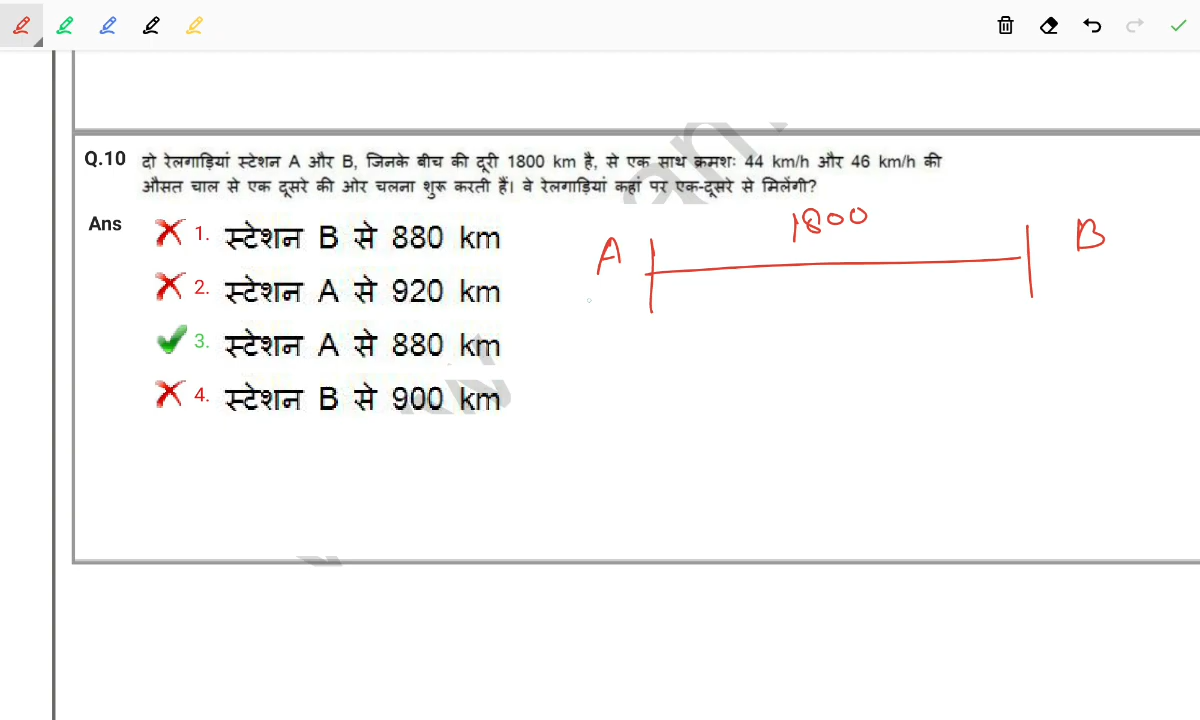 Q.10 दो रेलगाड़ियां स्टेशन A और B, जिनके बीच की दूरी 1800 km है, से एक साथ क्रमशः 44 km/h और 46 km/h की
औसत चाल से एक दूसरे की ओर चलना शुरू करती हैं। वे रेलगाड़ियां कहां पर एक-दूसरे से मिलेंगी?
Ans 1. स्टेशन B से 880 km
2. स्टेशन A से 920 km
3. स्टेशन A से 880 km
4. स्टेशन B से 900 km
A 1800 B